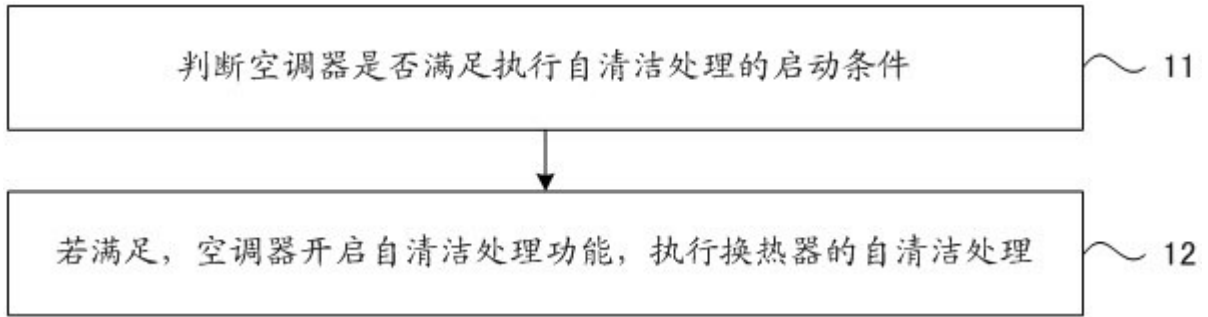 判断空调器是否满足执行自清洁处理的启动条件
11
若满足，空调器开启自清洁处理功能，执行换热器的自清洁处理
12